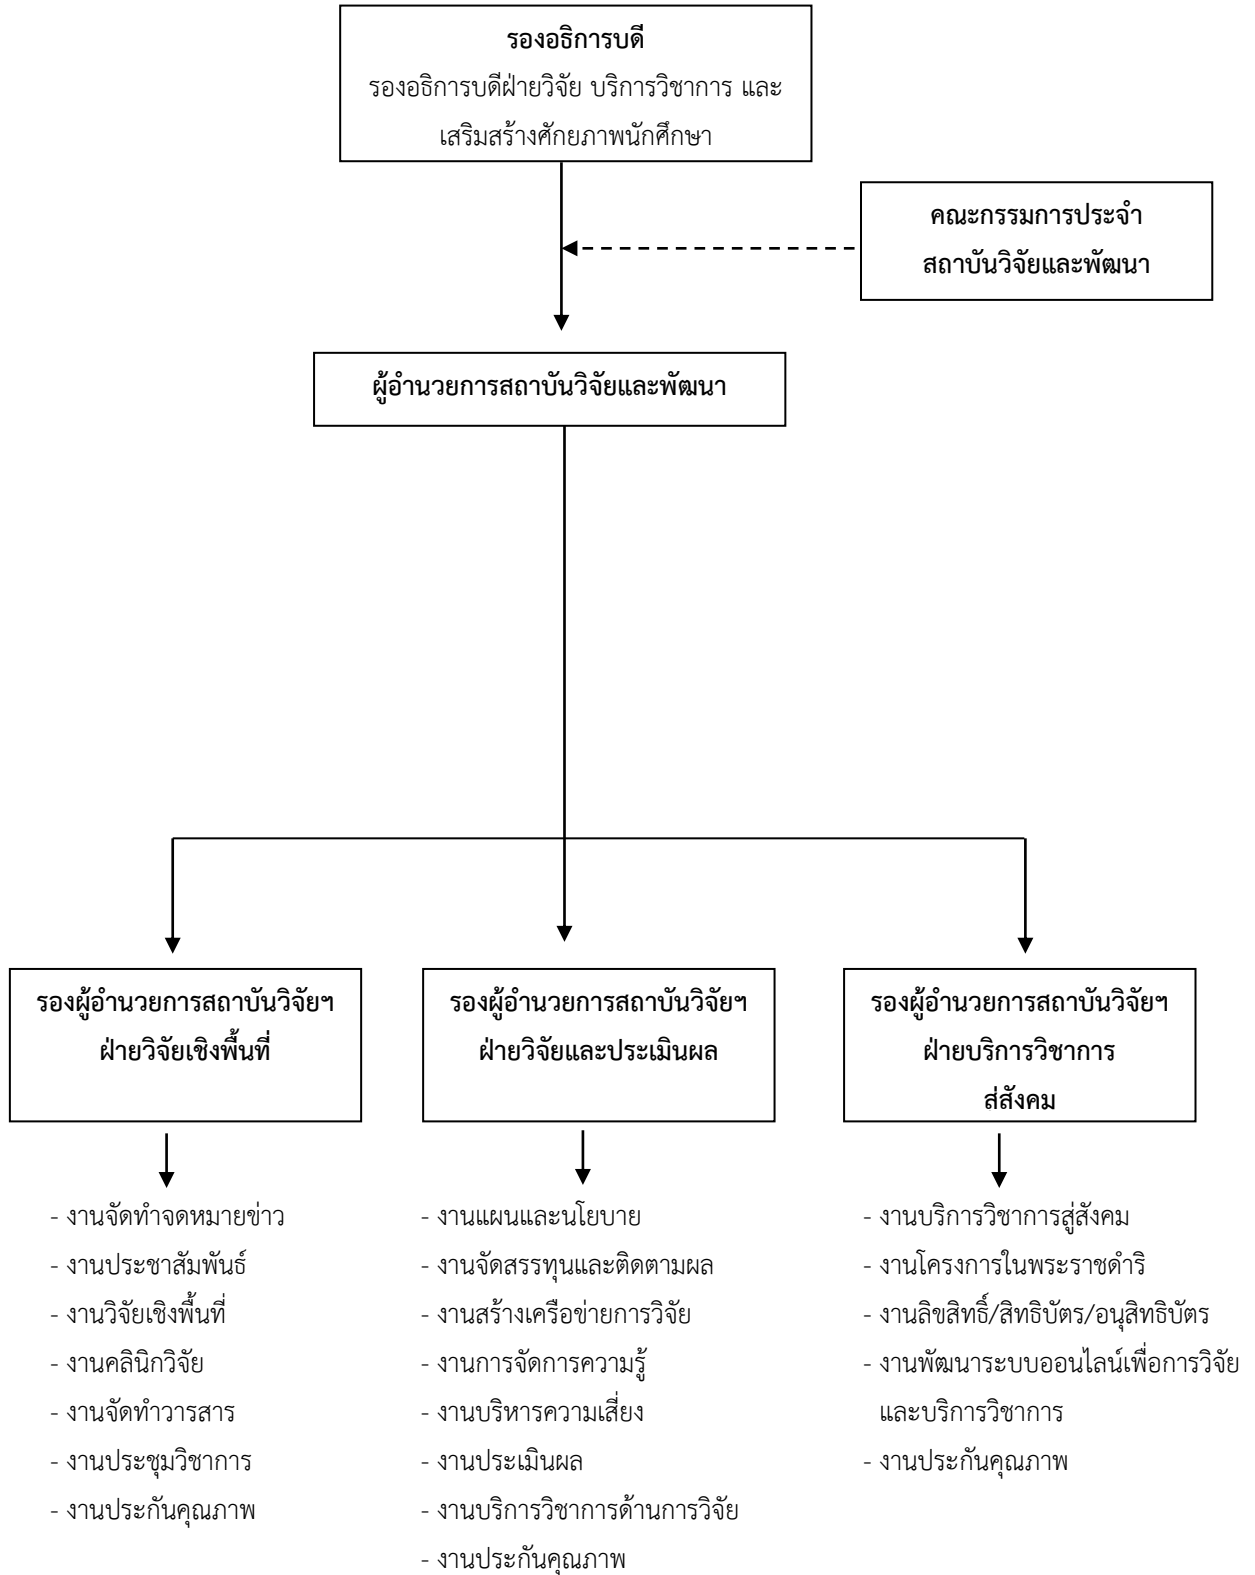 รองอธิการบดี
รองอธิการบดีฝ่ายวิจัย บริการวิชาการ และ
เสริมสร้างศักยภาพนักศึกษา
คณะกรรมการประจำ
สถาบันวิจัยและพัฒนา
ผู้อำนวยการสถาบันวิจัยและพัฒนา
รองผู้อำนวยการสถาบันวิจัยฯ
ฝ่ายวิจัยเชิงพื้นที่
รองผู้อำนวยการสถาบันวิจัยฯ
ฝ่ายวิจัยและประเมินผล
รองผู้อำนวยการสถาบันวิจัยฯ
ฝ่ายบริการวิชาการ
ส่สังคม
- งานจัดทำจดหมายข่าว
- งานประชาสัมพันธ์
- งานวิจัยเชิงพื้นที่
- งานคลินิกวิจัย
- งานจัดทำวารสาร
- งานประชุมวิชาการ
- งานประกันคุณภาพ
- งานแผนและนโยบาย
- งานจัดสรรทุนและติดตามผล
- งานสร้างเครือข่ายการวิจัย
- งานการจัดการความรู้
- งานบริหารความเสี่ยง
- งานประเมินผล
- งานบริการวิชาการด้านการวิจัย
- งานประกันคุณภาพ
- งานบริการวิชาการสู่สังคม
- งานโครงการในพระราชดำริ
- งานลิขสิทธิ์/สิทธิบัตร/อนุสิทธิบัตร
- งานพัฒนาระบบออนไลน์เพื่อการวิจัย
และบริการวิชาการ
- งานประกันคุณภาพ